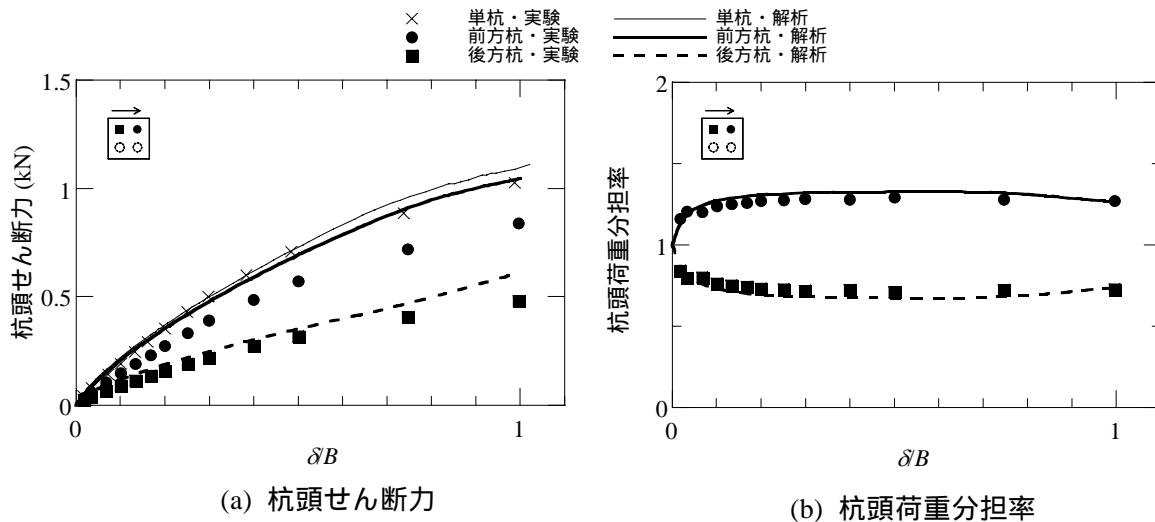 単杭・実験 単杭・解析
前方杭・実験 前方杭・解析
後方杭・実験 後方杭・解析
1.5
1
0.5
0
0 1
杭頭せん断力 (kN)
δ/B
(a) 杭頭せん断力
2
1
0
0 1
杭頭荷重分担率
δ/B
(b) 杭頭荷重分担率